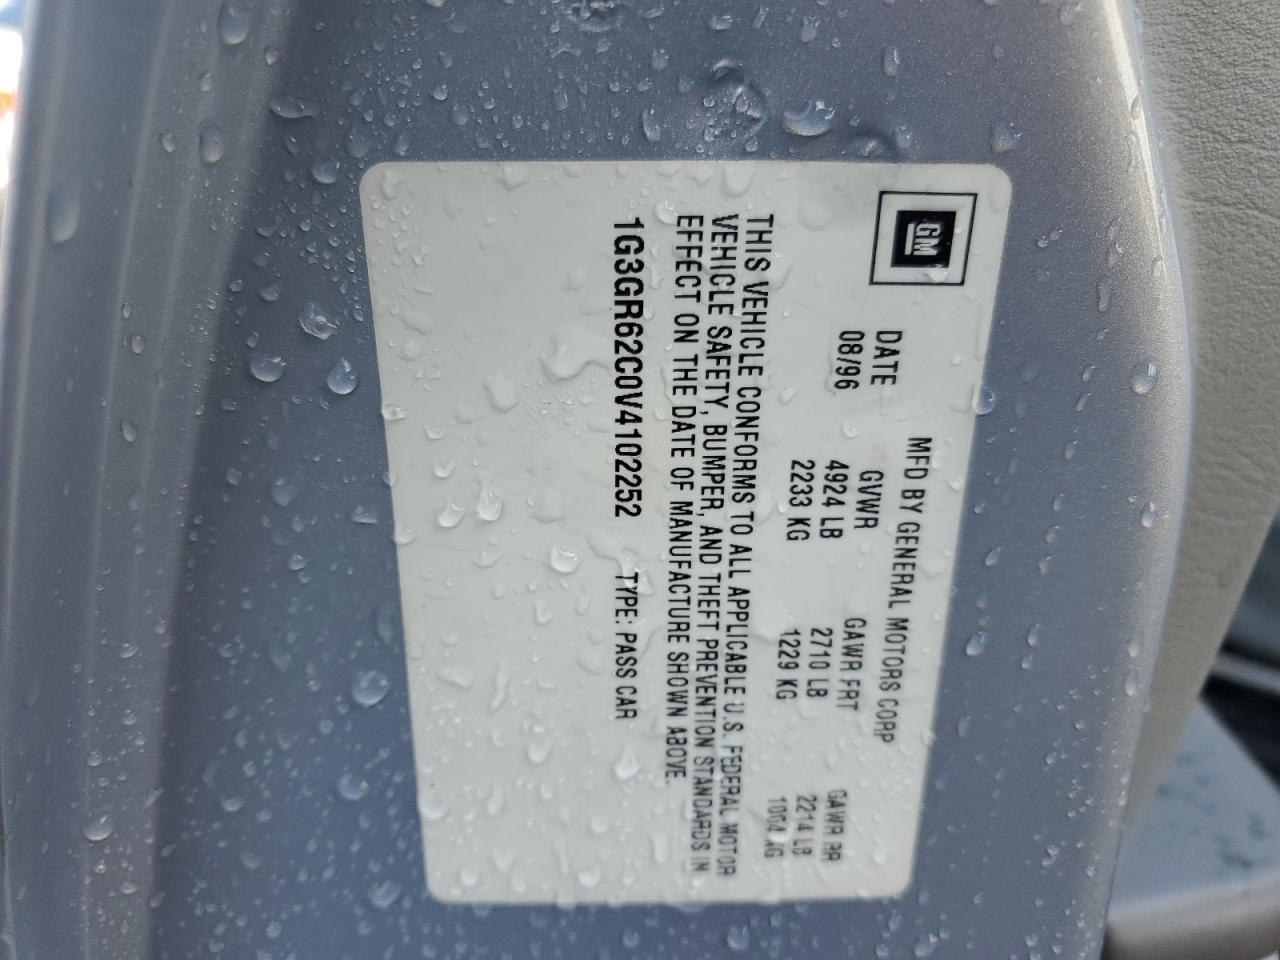 GM
MFD BY GENERAL MOTORS CORP
DATE GVWR GAWR FRT GAWR RR
08/96 4924 LB 2710 LB 2214 LB
2233 KG 1229 KG 1004 KG
THIS VEHICLE CONFORMS TO ALL APPLICABLE U.S. FEDERAL MOTOR
VEHICLE SAFETY, BUMPER, AND THEFT PREVENTION STANDARDS IN
EFFECT ON THE DATE OF MANUFACTURE SHOWN ABOVE.
1G3GR62C0V4102252 TYPE: PASS CAR